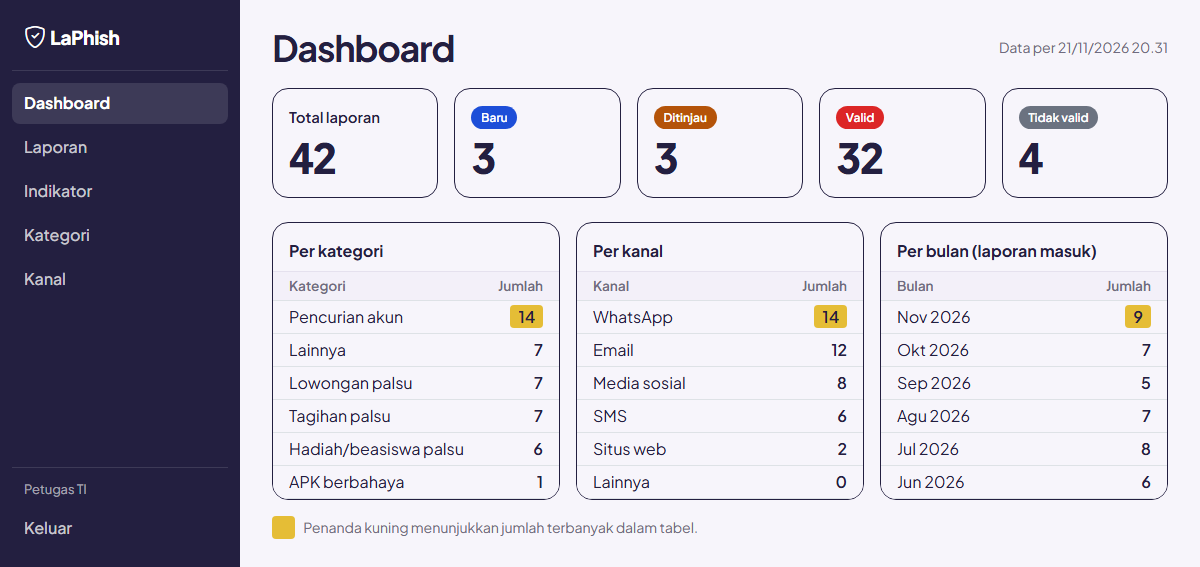 LaPhish
Dashboard
Laporan
Indikator
Kategori
Kanal
Petugas TI
Keluar
Dashboard
Data per 21/11/2026 20.31
Total laporan
42
Baru
3
Ditinjau
3
Valid
32
Tidak valid
4
Per kategori
Kategori Jumlah
Pencurian akun 14
Lainnya 7
Lowongan palsu 7
Tagihan palsu 7
Hadiah/beasiswa palsu 6
APK berbahaya 1
Per kanal
Kanal Jumlah
WhatsApp 14
Email 12
Media sosial 8
SMS 6
Situs web 2
Lainnya 0
Per bulan (laporan masuk)
Bulan Jumlah
Nov 2026 9
Okt 2026 7
Sep 2026 5
Agu 2026 7
Jul 2026 8
Jun 2026 6
Penanda kuning menunjukkan jumlah terbanyak dalam tabel.